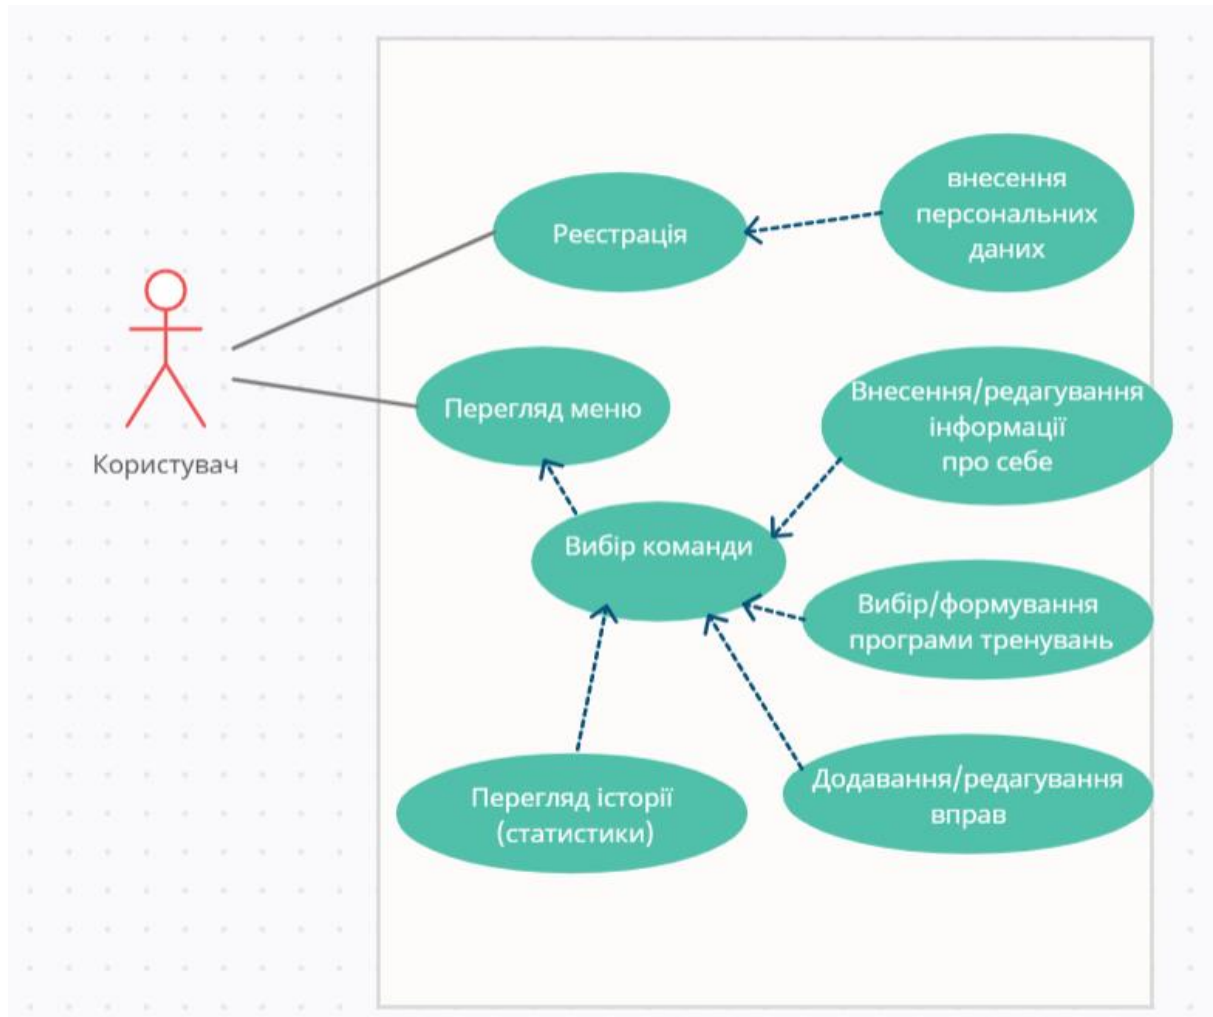 внесення
персональних
даних
Реєстрація
Внесення/редагування
інформації
про себе
Перегляд меню
Користувач
Вибір команди
Вибір/формування
програми тренувань
Додавання/редагування
вправ
Перегляд історії
(статистики)